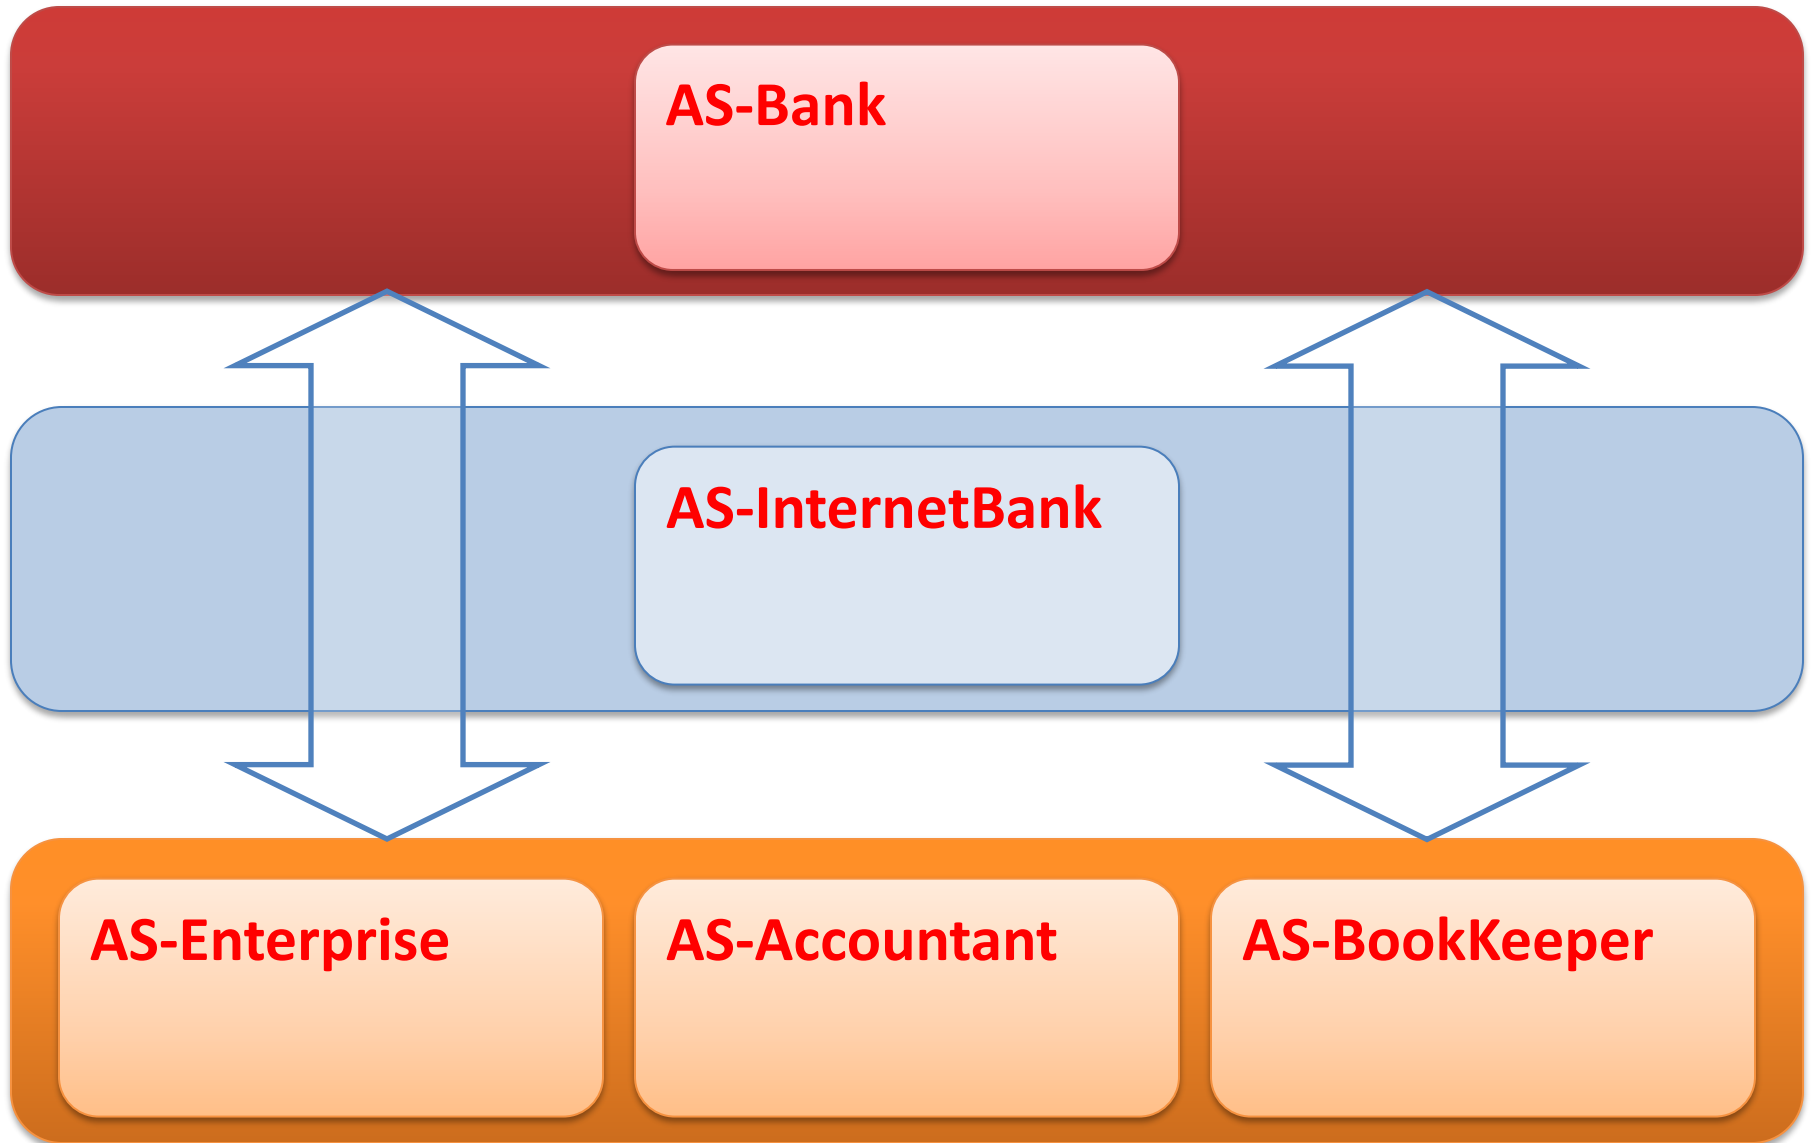 AS-Bank
AS-InternetBank
AS-Enterprise
AS-Accountant
AS-BookKeeper